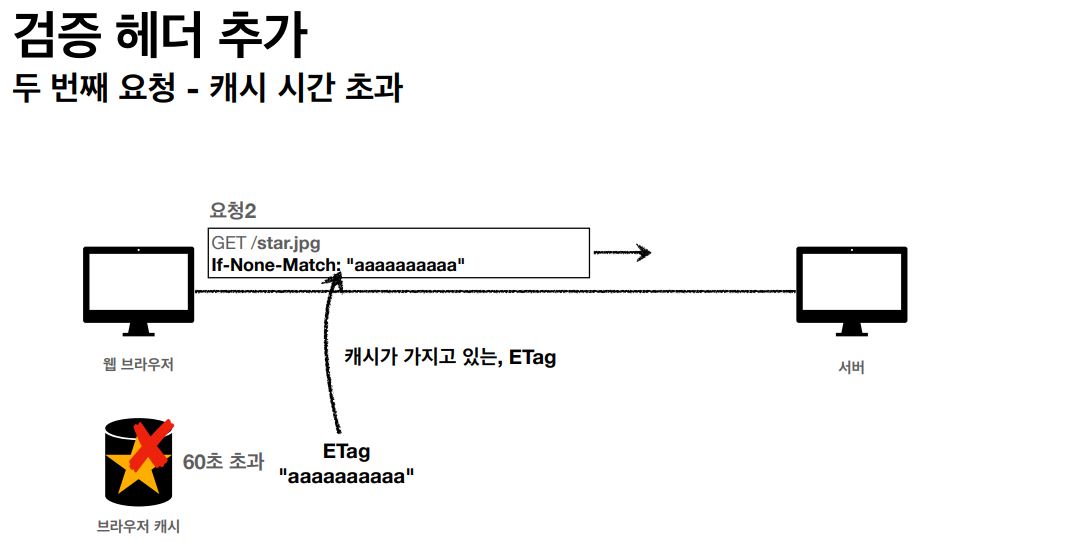 검증 헤더 추가
두 번째 요청 - 캐시 시간 초과
요청2
GET /star.jpg
If-None-Match: "aaaaaaaaaa"
웹 브라우저
서버
캐시가 가지고 있는, ETag
60초 초과
ETag
"aaaaaaaaaa"
브라우저 캐시